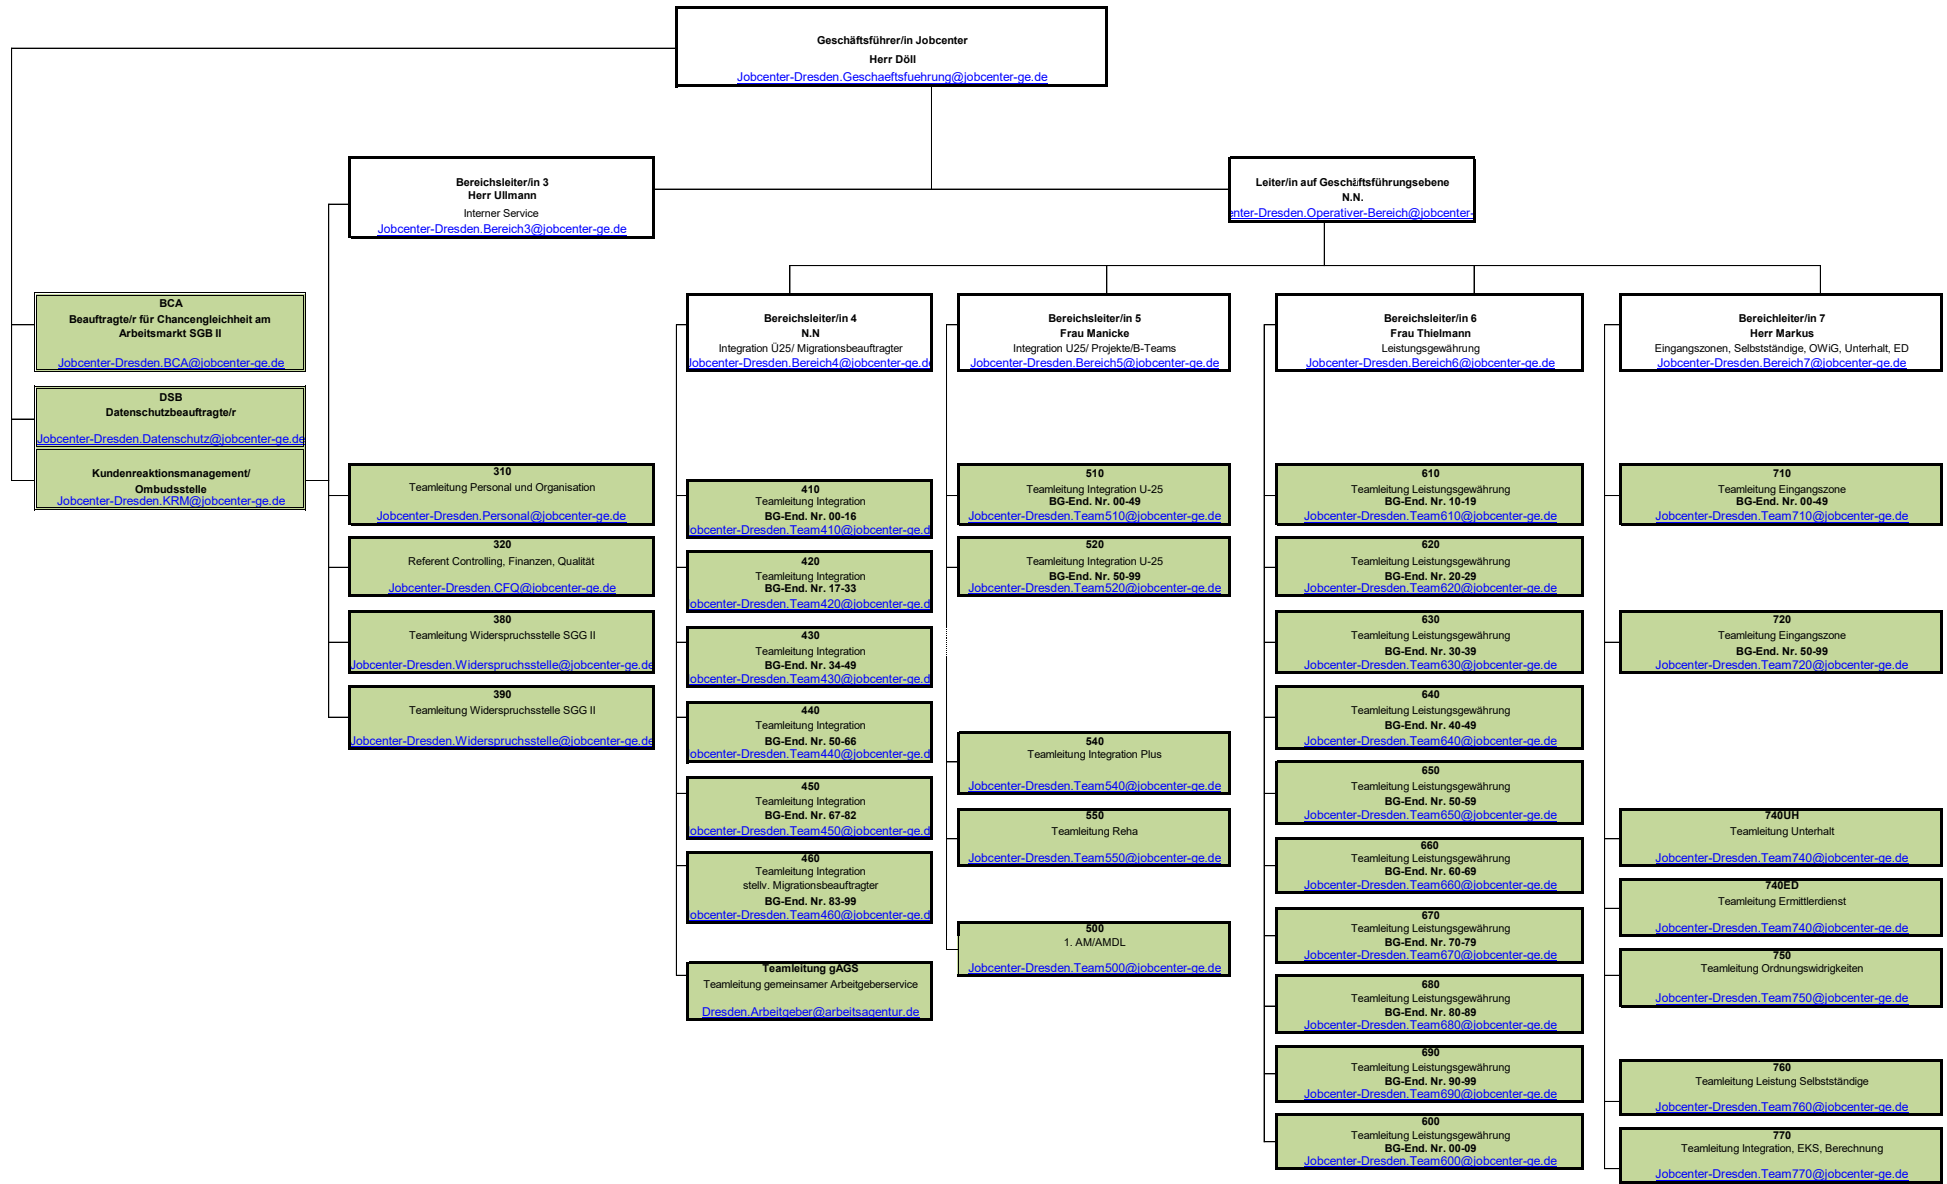 Geschäftsführer/in Jobcenter
Herr Döll
Jobcenter-Dresden.Geschaeftsfuehrung@jobcenter-ge.de
Bereichsleiter/in 3
Herr Ullmann
Interner Service
Jobcenter-Dresden.Bereich3@jobcenter-ge.de
Leiter/in auf Geschäftsführungsebene
N.N.
enter-Dresden.Operativer-Bereich@jobcenter-
BCA
Beauftragte/r für Chancengleichheit am
Arbeitsmarkt SGB II
Jobcenter-Dresden.BCA@jobcenter-ge.de
DSB
Datenschutzbeauftragte/r
Jobcenter-Dresden.Datenschutz@jobcenter-ge.de
Kundenreaktionsmanagement/
Ombudsstelle
Jobcenter-Dresden.KRM@jobcenter-ge.de
310
Teamleitung Personal und Organisation
Jobcenter-Dresden.Personal@jobcenter-ge.de
320
Referent Controlling, Finanzen, Qualität
Jobcenter-Dresden.CFQ@jobcenter-ge.de
380
Teamleitung Widerspruchsstelle SGG II
Jobcenter-Dresden.Widerspruchsstelle@jobcenter-ge.de
390
Teamleitung Widerspruchsstelle SGG II
Jobcenter-Dresden.Widerspruchsstelle@jobcenter-ge.de
Bereichsleiter/in 4
N.N
Integration Ü25/ Migrationsbeauftragter
Jobcenter-Dresden.Bereich4@jobcenter-ge.de
410
Teamleitung Integration
BG-End. Nr. 00-16
Jobcenter-Dresden.Team410@jobcenter-ge.d
420
Teamleitung Integration
BG-End. Nr. 17-33
Jobcenter-Dresden.Team420@jobcenter-ge.d
430
Teamleitung Integration
BG-End. Nr. 34-49
obcenter-Dresden.Team430@jobcenter-ge.d
440
Teamleitung Integration
BG-End. Nr. 50-66
obcenter-Dresden.Team440@jobcenter-ge.d
450
Teamleitung Integration
BG-End. Nr. 67-82
obcenter-Dresden.Team450@jobcenter-ge.d
460
Teamleitung Integration
stellv. Migrationsbeauftragter
BG-End. Nr. 83-99
Jobcenter-Dresden.Team460@jobcenter-ge.d
Teamleitung gAGS
Teamleitung gemeinsamer Arbeitgeberservice
Dresden.Arbeitgeber@arbeitsagentur.de
Bereichsleiter/in 5
Frau Manicke
Integration U25/ Projekte/B-Teams
Jobcenter-Dresden.Bereich5@jobcenter-ge.de
510
Teamleitung Integration U-25
BG-End. Nr. 00-49
Jobcenter-Dresden.Team510@jobcenter-ge.de
520
Teamleitung Integration U-25
BG-End. Nr. 50-99
Jobcenter-Dresden.Team520@jobcenter-ge.de
540
Teamleitung Integration Plus
Jobcenter-Dresden.Team540@jobcenter-ge.de
550
Teamleitung Reha
Jobcenter-Dresden.Team550@jobcenter-ge.de
500
1. AM/AMDL
Jobcenter-Dresden.Team500@jobcenter-ge.de
Bereichsleiter/in 6
Frau Thielmann
Leistungsgewährung
Jobcenter-Dresden.Bereich6@jobcenter-ge.de
610
Teamleitung Leistungsgewährung
BG-End. Nr. 10-19
Jobcenter-Dresden.Team610@jobcenter-ge.de
620
Teamleitung Leistungsgewährung
BG-End. Nr. 20-29
Jobcenter-Dresden.Team620@jobcenter-ge.de
630
Teamleitung Leistungsgewährung
BG-End. Nr. 30-39
Jobcenter-Dresden.Team630@jobcenter-ge.de
640
Teamleitung Leistungsgewährung
BG-End. Nr. 40-49
Jobcenter-Dresden.Team640@jobcenter-ge.de
650
Teamleitung Leistungsgewährung
BG-End. Nr. 50-59
Jobcenter-Dresden.Team650@jobcenter-ge.de
660
Teamleitung Leistungsgewährung
BG-End. Nr. 60-69
Jobcenter-Dresden.Team660@jobcenter-ge.de
670
Teamleitung Leistungsgewährung
BG-End. Nr. 70-79
Jobcenter-Dresden.Team670@jobcenter-ge.de
680
Teamleitung Leistungsgewährung
BG-End. Nr. 80-89
Jobcenter-Dresden.Team680@jobcenter-ge.de
690
Teamleitung Leistungsgewährung
BG-End. Nr. 90-99
Jobcenter-Dresden.Team690@jobcenter-ge.de
600
Teamleitung Leistungsgewährung
BG-End. Nr. 00-09
Jobcenter-Dresden.Team600@jobcenter-ge.de
Bereichleiter/in 7
Herr Markus
Eingangszonen, Selbstständige, OWiG, Unterhalt, ED
Jobcenter-Dresden.Bereich7@jobcenter-ge.de
710
Teamleitung Eingangszone
BG-End. Nr. 00-49
Jobcenter-Dresden.Team710@jobcenter-ge.de
720
Teamleitung Eingangszone
BG-End. Nr. 50-99
Jobcenter-Dresden.Team720@jobcenter-ge.de
740UH
Teamleitung Unterhalt
Jobcenter-Dresden.Team740@jobcenter-ge.de
740ED
Teamleitung Ermittlerdienst
Jobcenter-Dresden.Team740@jobcenter-ge.de
750
Teamleitung Ordnungswidrigkeiten
Jobcenter-Dresden.Team750@jobcenter-ge.de
760
Teamleitung Leistung Selbstständige
Jobcenter-Dresden.Team760@jobcenter-ge.de
770
Teamleitung Integration, EKS, Berechnung
Jobcenter-Dresden.Team770@jobcenter-ge.de